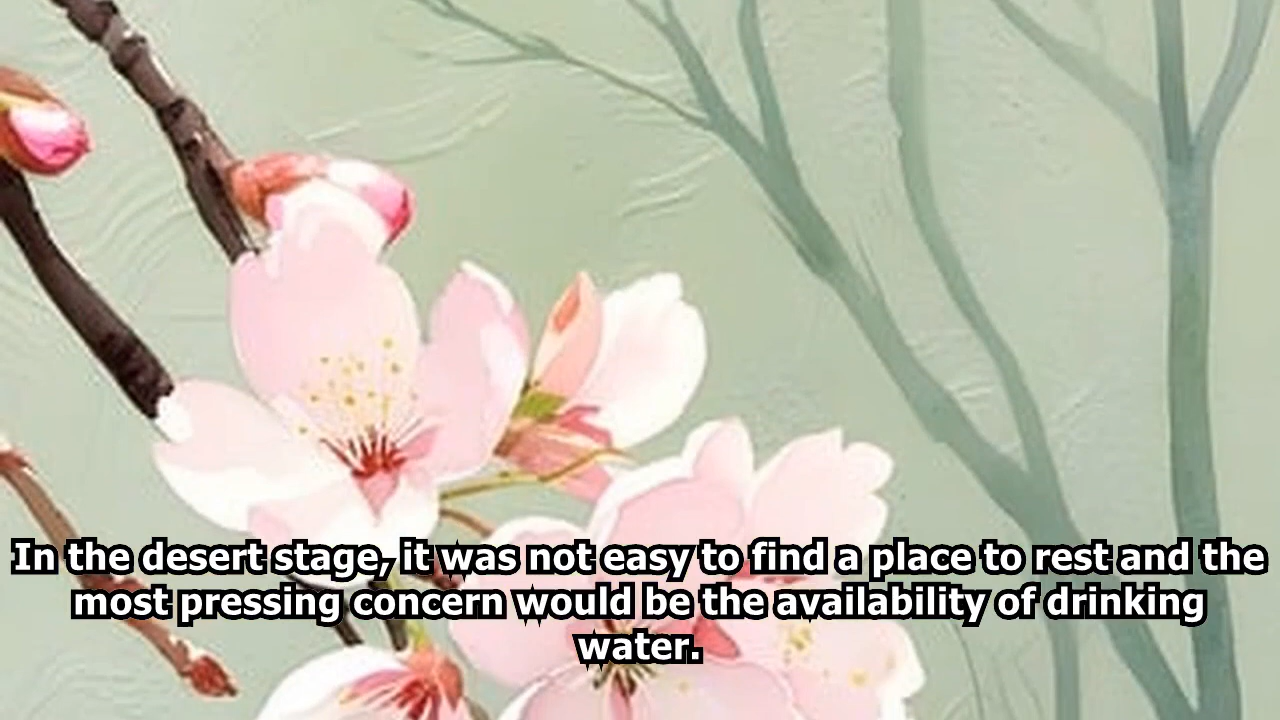 In the desert stage, it was not easy to find a place to rest and the
most pressing concern would be the availability of drinking
water.